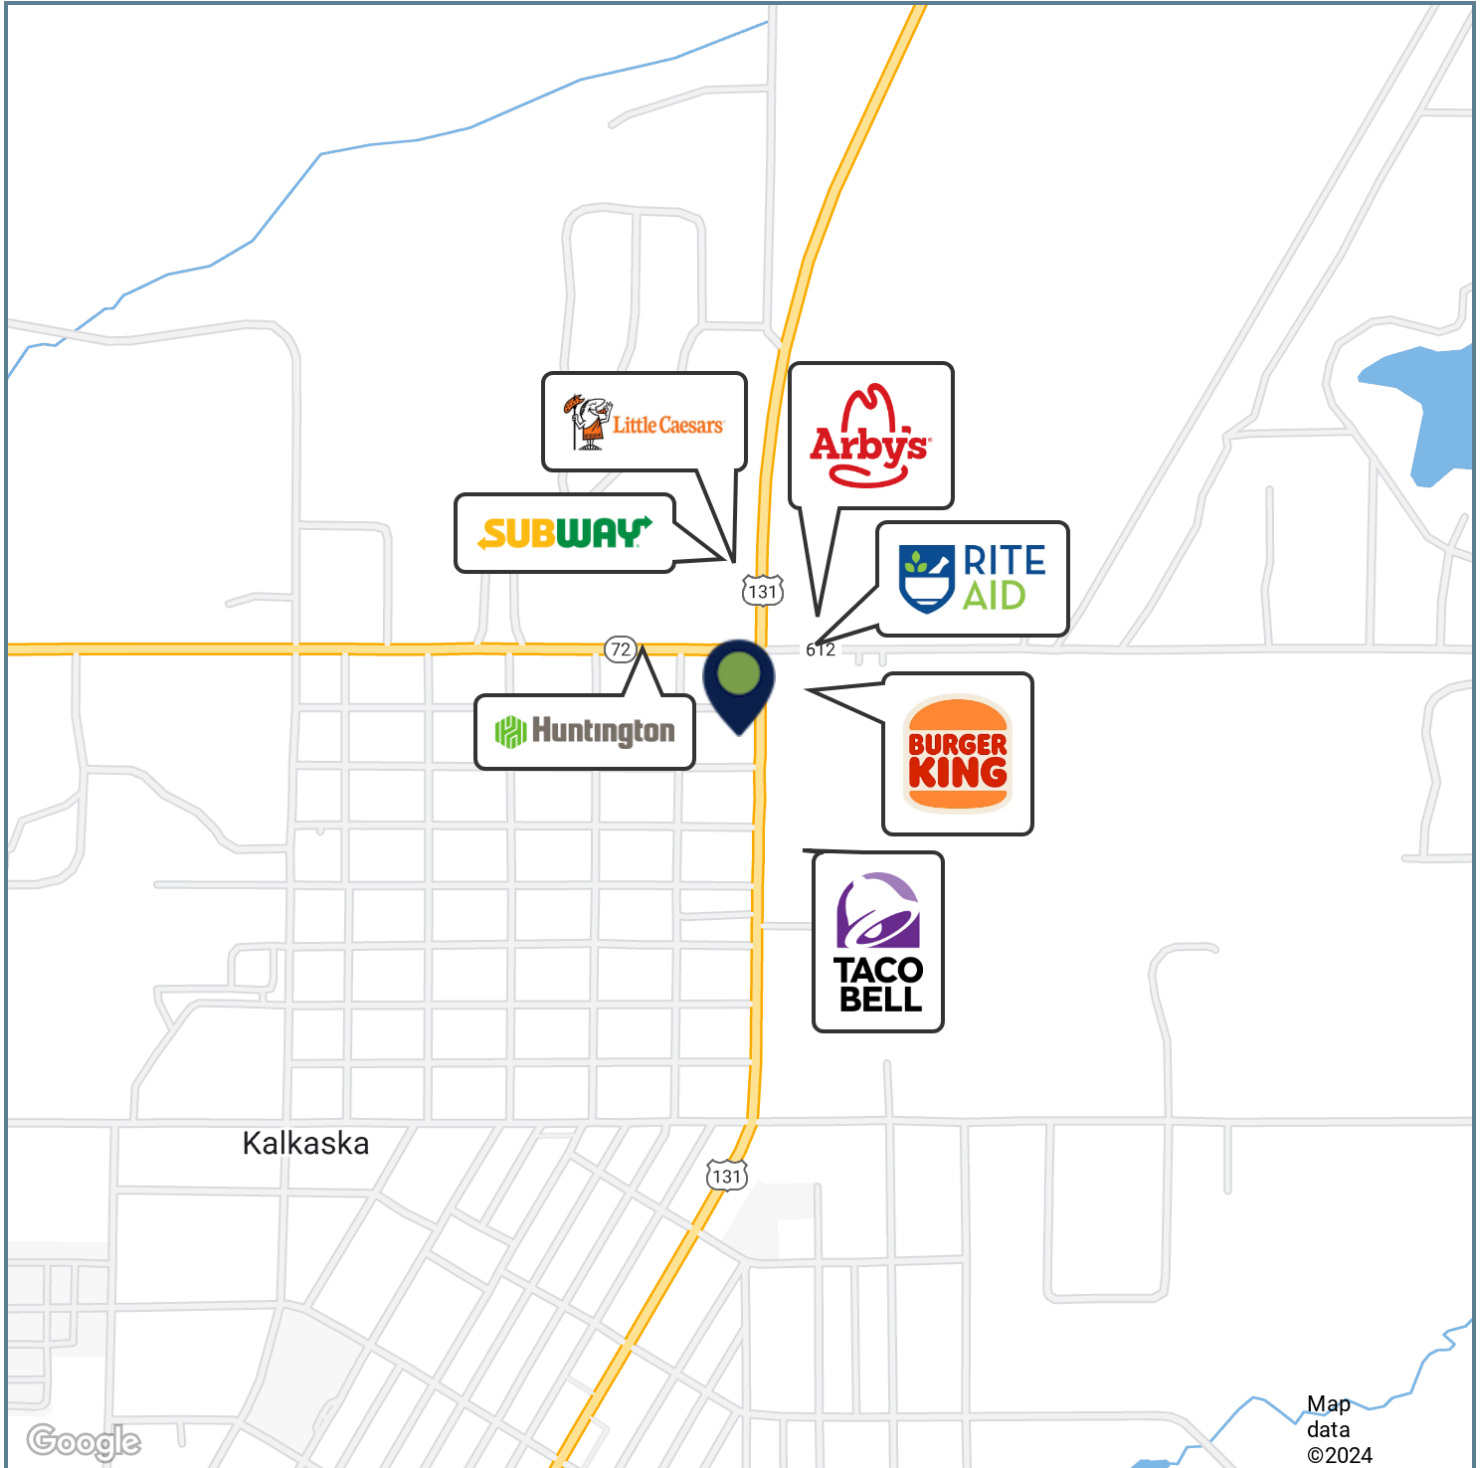 Little Caesars
Arby's
SUBWAY
RITE
AID
131
72
612
Huntington
BURGER
KING
TACO
BELL
Kalkaska
131
Map
data
©2024
Google